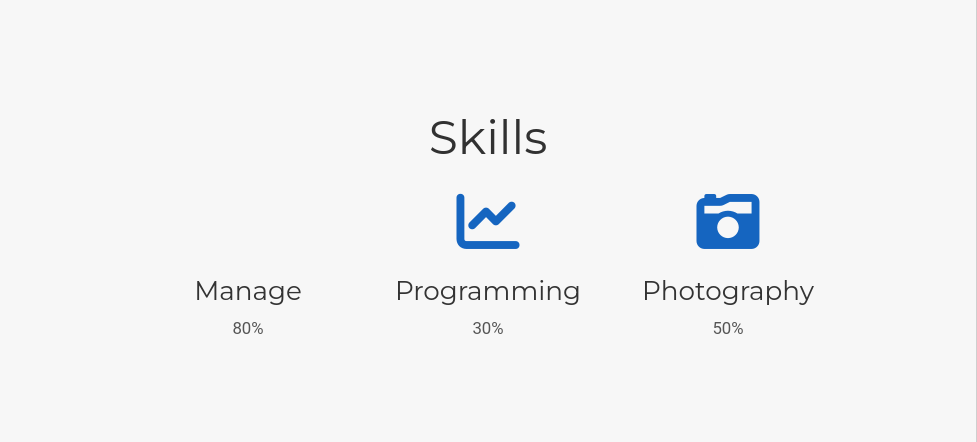 Skills
Manage
Programming
Photography
80%
30%
50%